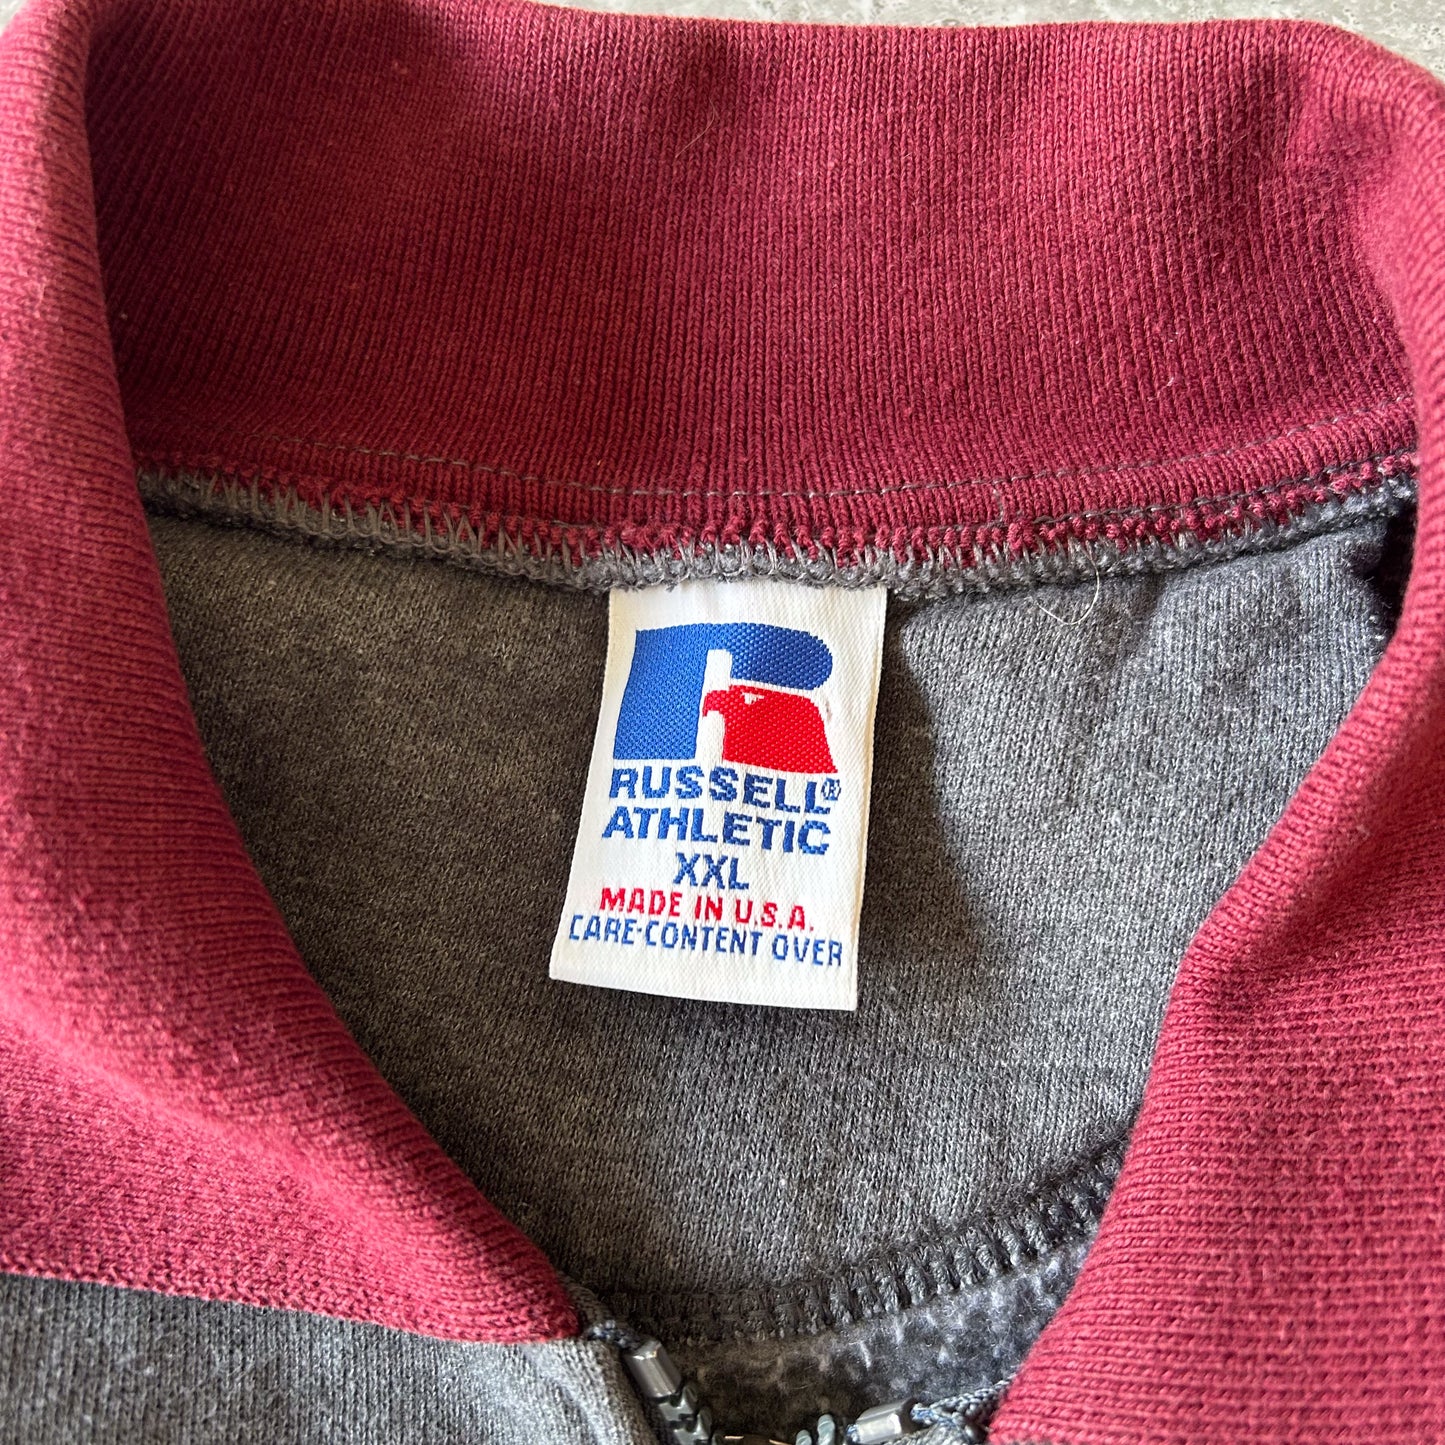 R
RUSSELL®
ATHLETIC
XXL
MADE IN U.S.A.
CARE-CONTENT OVER